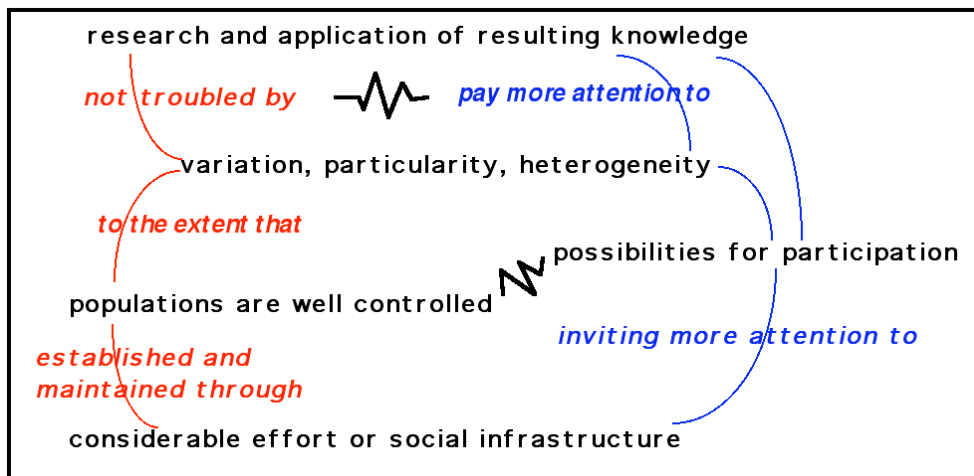 research and application of resulting knowledge
not troubled by
pay more attention to
variation, particularity, heterogeneity
to the extent that
possibilities for participation
populations are well controlled
inviting more attention to
established and
maintained through
considerable effort or social infrastructure